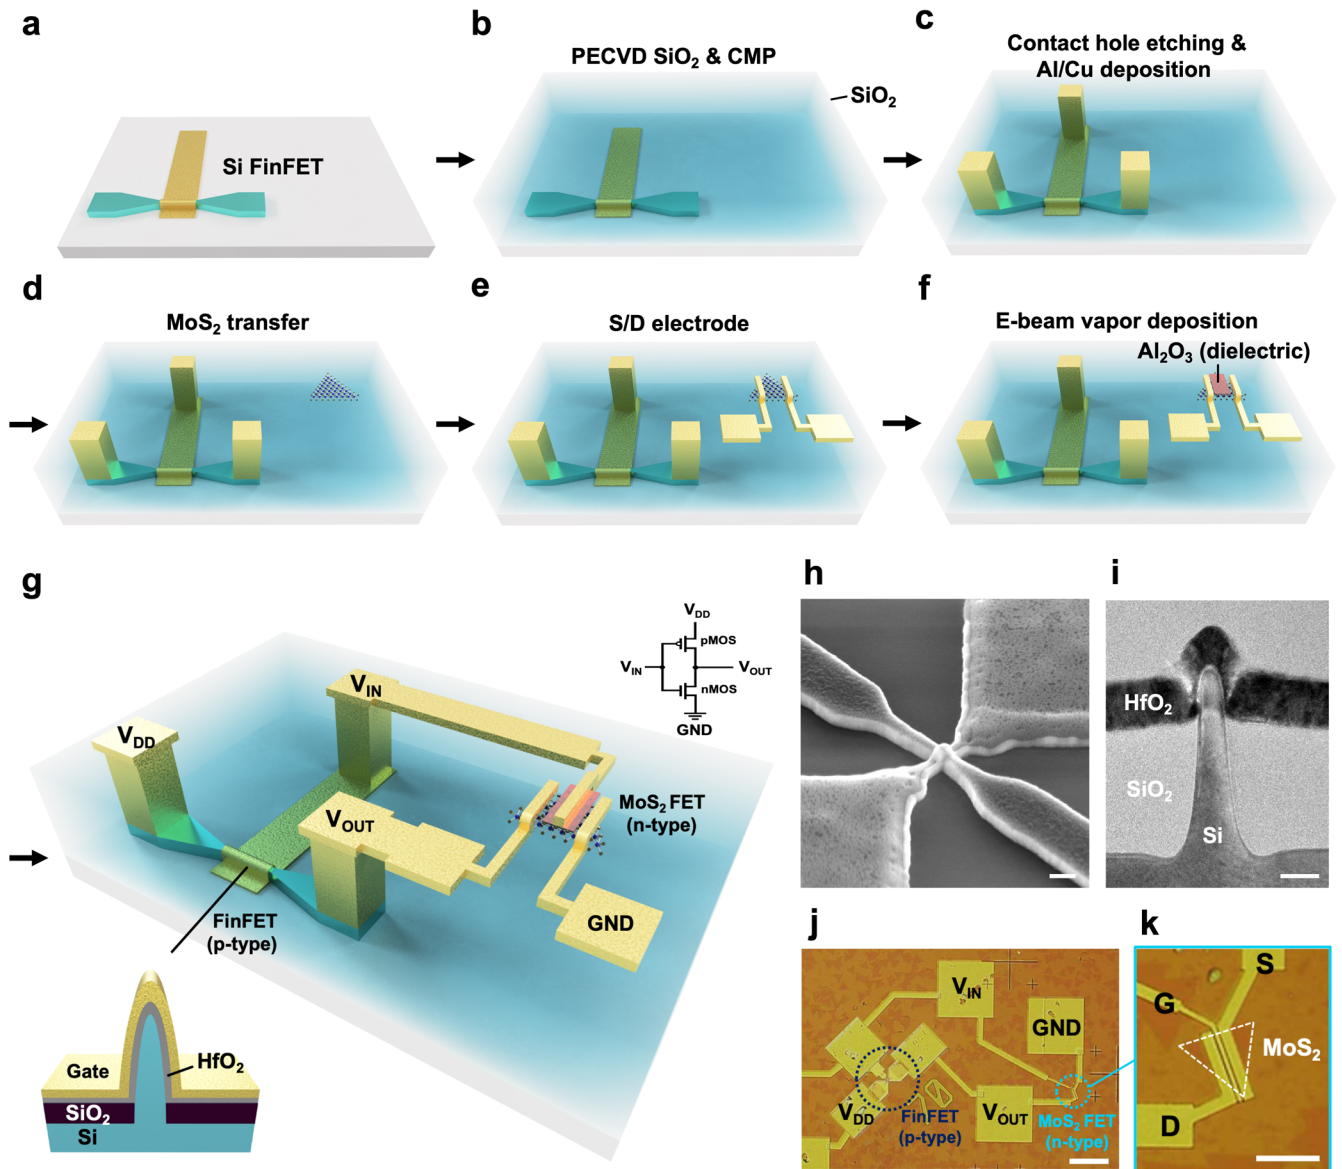 a
b
c
PECVD SiO₂ & CMP
SiO₂
Contact hole etching &
Al/Cu deposition
Si FinFET
d
e
f
MoS₂ transfer
S/D electrode
E-beam vapor deposition
Al₂O₃ (dielectric)
g
V_DD
V_IN
V_OUT
GND
MoS₂ FET
(n-type)
FinFET
(p-type)
V_DD
pMOS
V_IN
V_OUT
nMOS
GND
Gate
HfO₂
SiO₂
Si
h
i
HfO₂
SiO₂
Si
j
V_IN
GND
V_DD
FinFET
(p-type)
V_OUT
MoS₂ FET
(n-type)
k
S
G
MoS₂
D